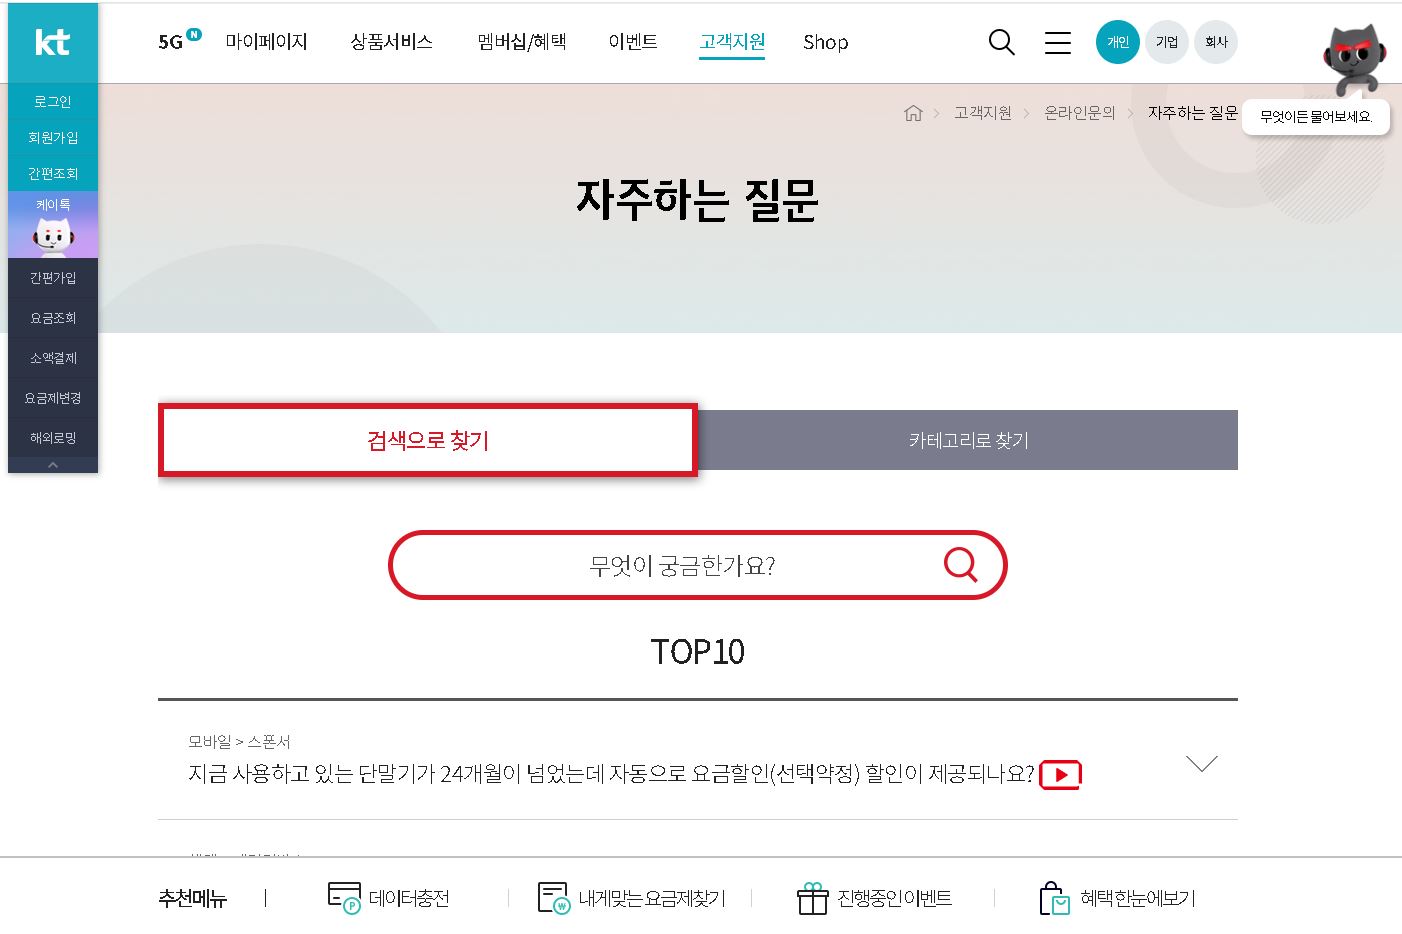 kt
5G N
마이페이지
상품서비스
멤버십/혜택
이벤트
고객지원
Shop
개인
기업
회사
로그인
회원가입
간편조회
케이톡
간편가입
요금조회
소액결제
요금제변경
해외로밍
고객지원
온라인문의
자주하는 질문
무엇이든 물어보세요.
자주하는 질문
검색으로 찾기
카테고리로 찾기
무엇이 궁금한가요?
TOP10
모바일 > 스폰서
지금 사용하고 있는 단말기가 24개월이 넘었는데 자동으로 요금할인(선택약정) 할인이 제공되나요?
추천메뉴
데이터충전
내게맞는 요금제찾기
진행중인 이벤트
혜택 한눈에 보기